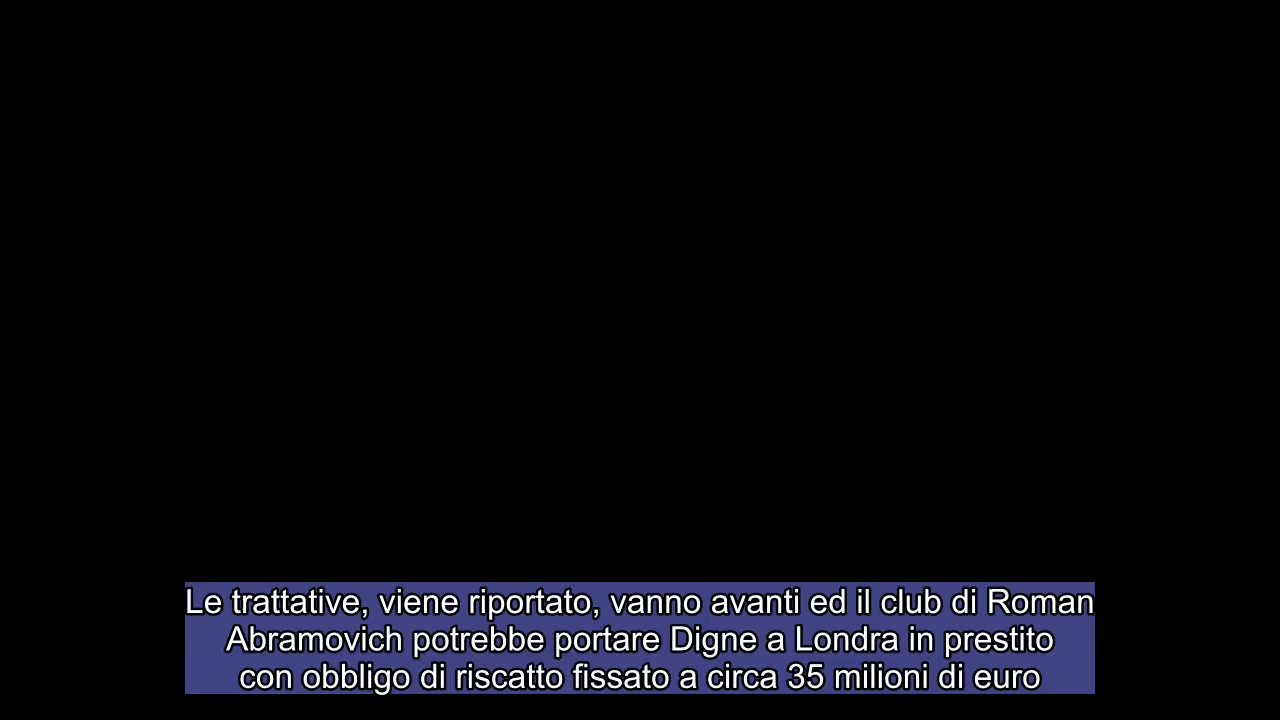 Le trattative, viene riportato, vanno avanti ed il club di Roman
Abramovich potrebbe portare Digne a Londra in prestito
con obbligo di riscatto fissato a circa 35 milioni di euro